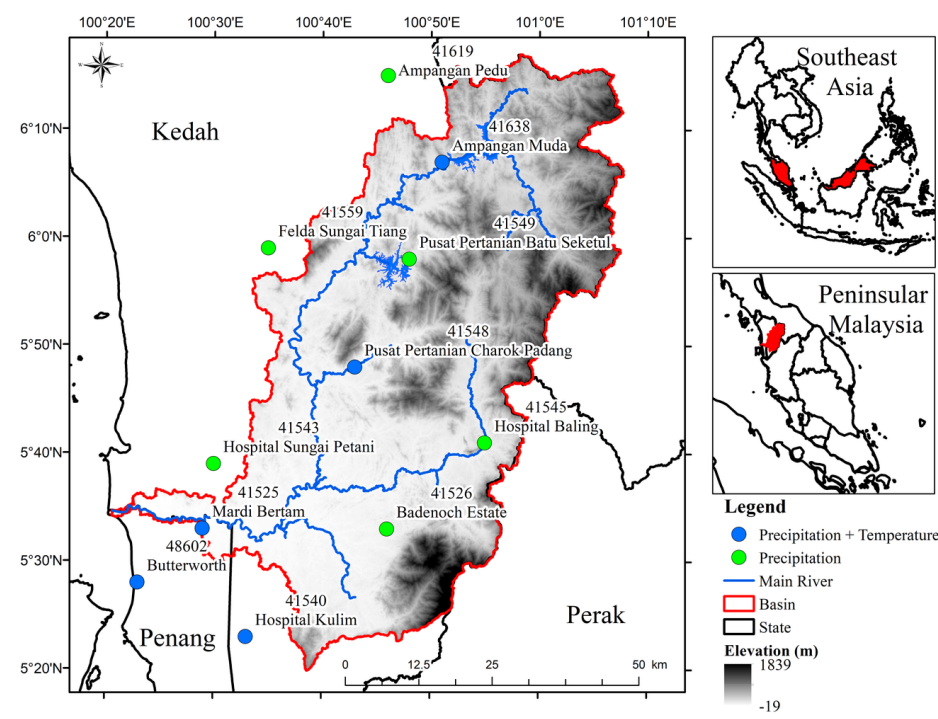 100°20'E
100°30'E
100°40'E
100°50'E
101°0'E
101°10'E
6°10'N
6°0'N
5°50'N
5°40'N
5°30'N
5°20'N
N
E
S
W
Kedah
41619
Ampangan Pedu
41638
Ampangan Muda
41559
Felda Sungai Tiang
41549
Pusat Pertanian Batu Seketul
41548
Pusat Pertanian Charok Padang
41545
Hospital Baling
41543
Hospital Sungai Petani
41525
Mardi Bertam
41526
Badenoch Estate
48602
Butterworth
41540
Hospital Kulim
Penang
Perak
0 12.5 25 50 km
Southeast
Asia
Peninsular
Malaysia
Legend
Precipitation + Temperature
Precipitation
Main River
Basin
State
Elevation (m)
1839
-19